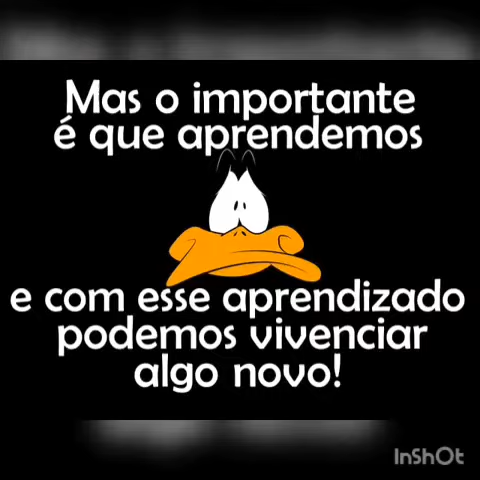 Mas o importante
é que aprendemos
e com esse aprendizado
podemos vivenciar
algo novo!
InShOt